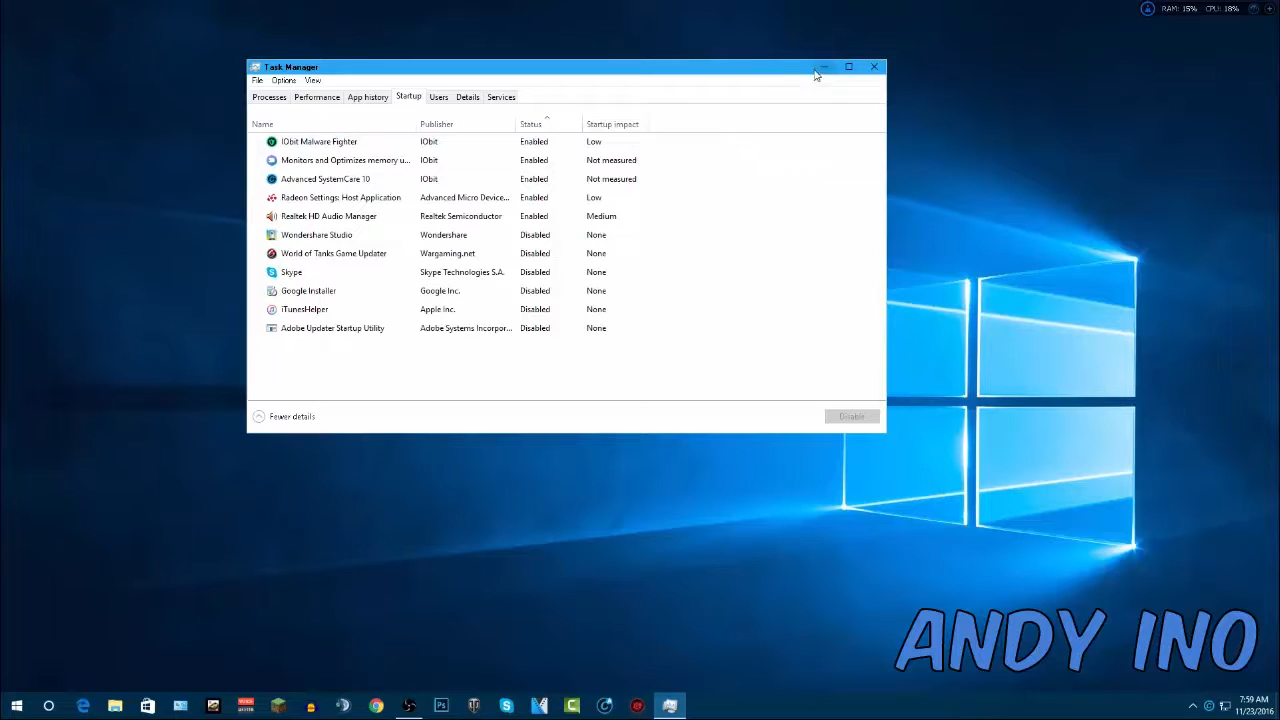 RAM: 15% CPU: 18%
Task Manager
File Options View
Processes Performance App history Startup Users Details Services
Name Publisher Status Startup impact
IObit Malware Fighter IObit Enabled Low
Monitors and Optimizes memory u... IObit Enabled Not measured
Advanced SystemCare 10 IObit Enabled Not measured
Radeon Settings: Host Application Advanced Micro Device... Enabled Low
Realtek HD Audio Manager Realtek Semiconductor Enabled Medium
Wondershare Studio Wondershare Disabled None
World of Tanks Game Updater Wargaming.net Disabled None
Skype Skype Technologies S.A. Disabled None
Google Installer Google Inc. Disabled None
iTunesHelper Apple Inc. Disabled None
Adobe Updater Startup Utility Adobe Systems Incorpor... Disabled None
Fewer details Disable
ANDY INO
Ps
7:59 AM
11/23/2016